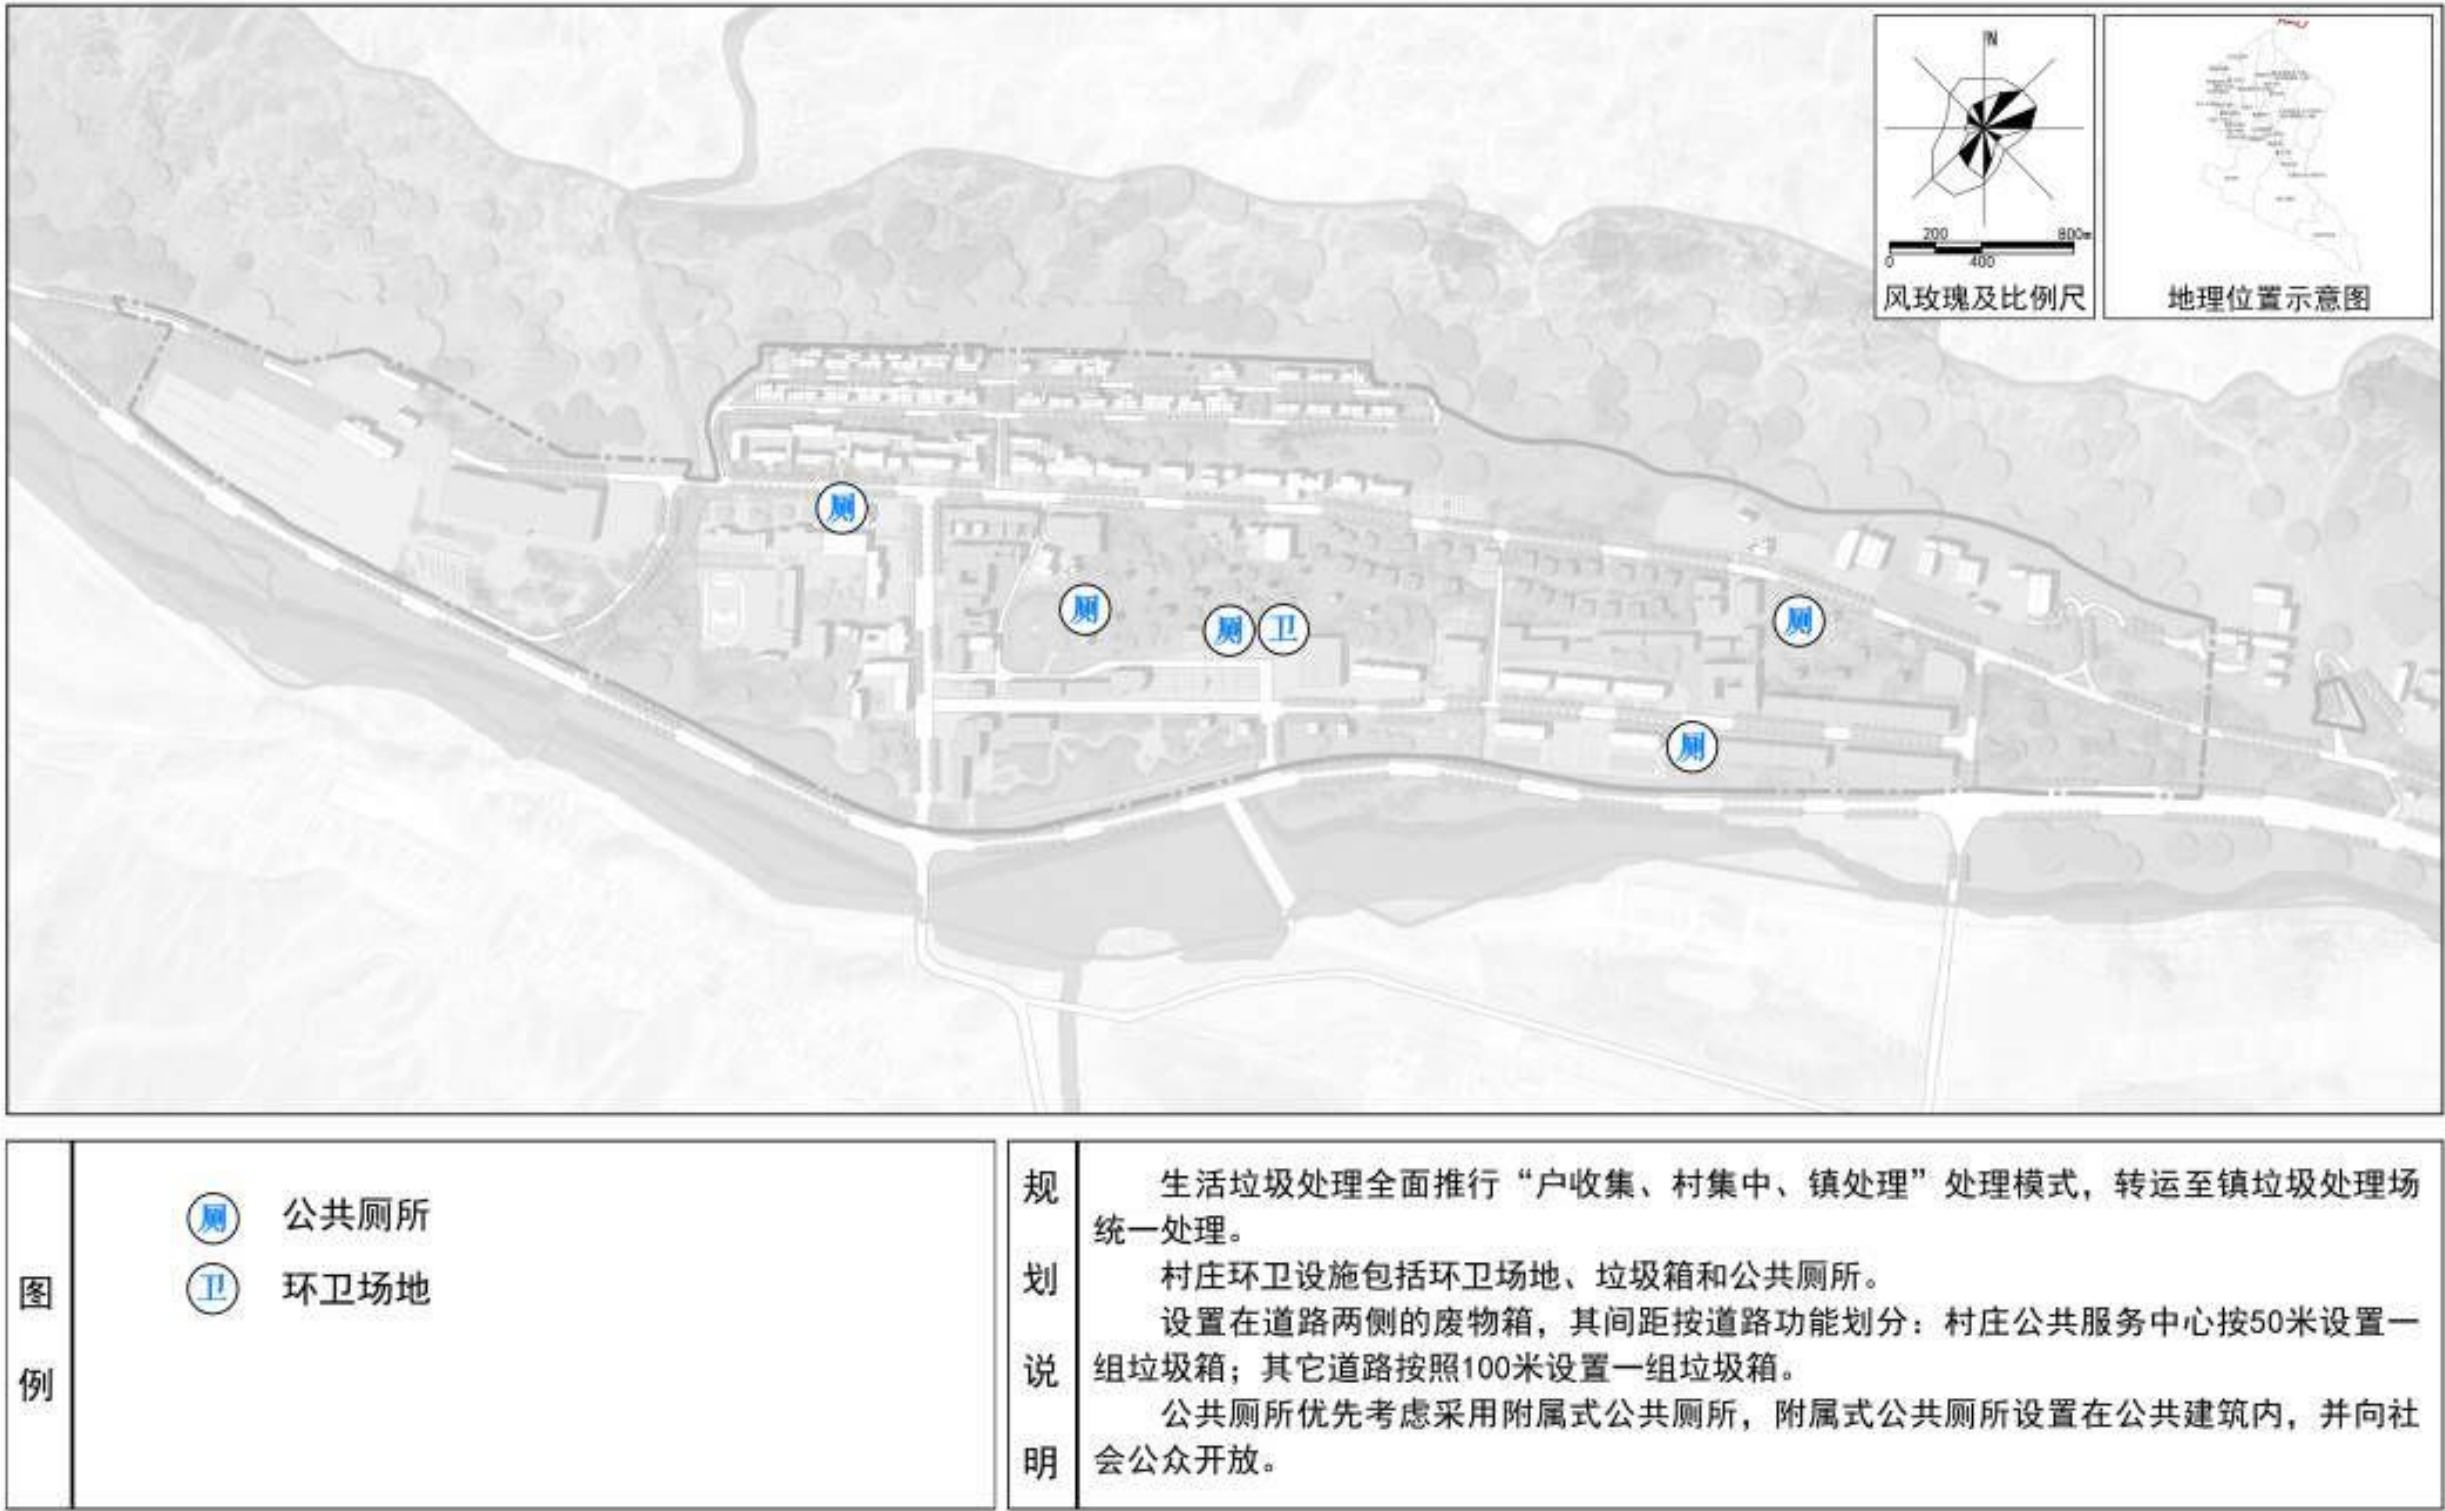 N
200
800m
0
400
风玫瑰及比例尺
地理位置示意图
厕
厕
厕
卫
厕
厕
图例
厕 公共厕所
卫 环卫场地
规划说明
生活垃圾处理全面推行“户收集、村集中、镇处理”处理模式，转运至镇垃圾处理场
统一处理。
村庄环卫设施包括环卫场地、垃圾箱和公共厕所。
设置在道路两侧的废物箱，其间距按道路功能划分：村庄公共服务中心按50米设置一
组垃圾箱；其它道路按照100米设置一组垃圾箱。
公共厕所优先考虑采用附属式公共厕所，附属式公共厕所设置在公共建筑内，并向社
会公众开放。